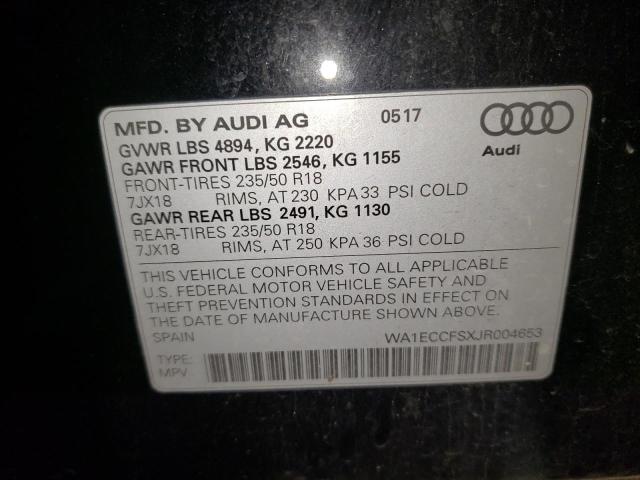 MFD. BY AUDI AG 0517
GVWR LBS 4894, KG 2220
GAWR FRONT LBS 2546, KG 1155
Audi
FRONT-TIRES 235/50 R18
7JX18 RIMS, AT 230 KPA 33 PSI COLD
GAWR REAR LBS 2491, KG 1130
REAR-TIRES 235/50 R18
7JX18 RIMS, AT 250 KPA 36 PSI COLD
THIS VEHICLE CONFORMS TO ALL APPLICABLE
U.S. FEDERAL MOTOR VEHICLE SAFETY AND
THEFT PREVENTION STANDARDS IN EFFECT ON
THE DATE OF MANUFACTURE SHOWN ABOVE.
SPAIN WA1ECCFSXJR004653
TYPE:
MPV